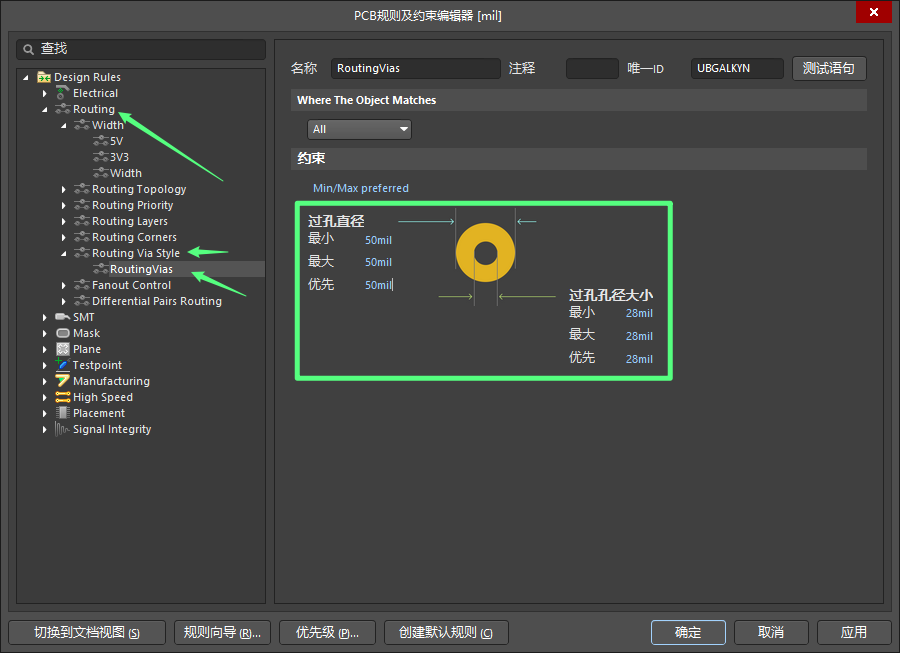 PCB规则及约束编辑器 [mil]
查找
Design Rules
Electrical
Routing
Width
5V
3V3
Width
Routing Topology
Routing Priority
Routing Layers
Routing Corners
Routing Via Style
RoutingVias
Fanout Control
Differential Pairs Routing
SMT
Mask
Plane
Testpoint
Manufacturing
High Speed
Placement
Signal Integrity
名称 RoutingVias 注释 唯一ID UBGALKYN 测试语句
Where The Object Matches
All
约束
Min/Max preferred
过孔直径
最小 50mil
最大 50mil
优先 50mil
过孔孔径大小
最小 28mil
最大 28mil
优先 28mil
切换到文档视图 (S) 规则向导 (R)... 优先级 (P)... 创建默认规则 (C) 确定 取消 应用